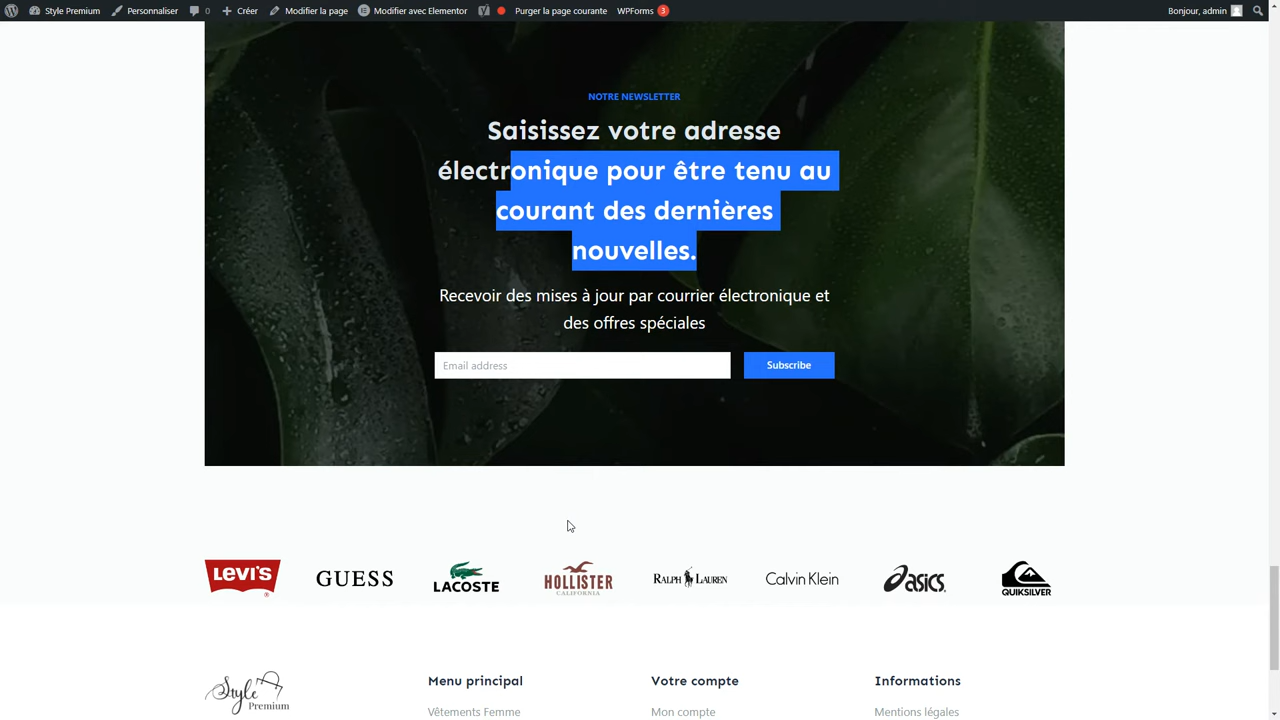 Style Premium Personnaliser 0 Créer Modifier la page Modifier avec Elementor Purger la page courante WPForms 3 Bonjour, admin
NOTRE NEWSLETTER
Saisissez votre adresse
électronique pour être tenu au
courant des dernières
nouvelles.
Recevoir des mises à jour par courrier électronique et
des offres spéciales
Email address Subscribe
LEVI'S GUESS LACOSTE HOLLISTER CALIFORNIA RALPH LAUREN Calvin Klein asics QUIKSILVER
Style Premium
Menu principal Votre compte Informations
Vêtements Femme Mon compte Mentions légales